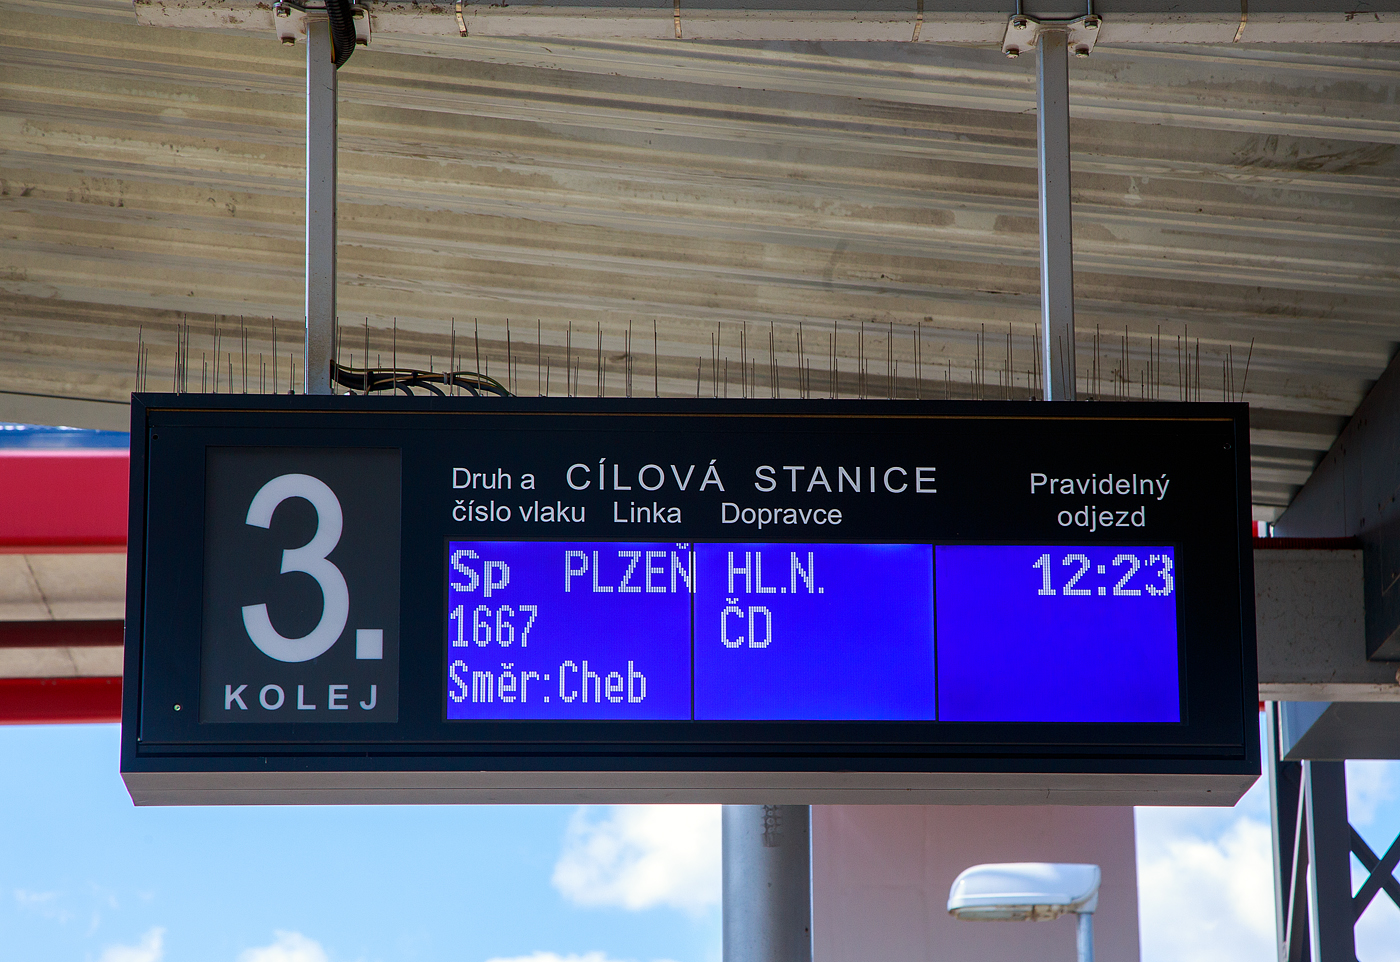 3.
KOLEJ
Druh a CÍLOVÁ STANICE
číslo vlaku Linka Dopravce
Pravidelný
odjezd
Sp PLZEŇ HL.N. 12:23
1667 ČD
Směr:Cheb